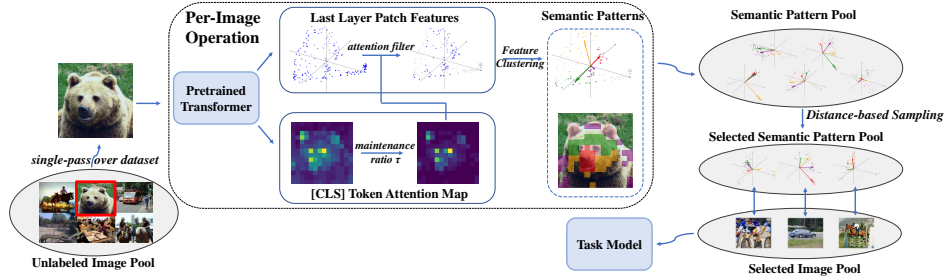 Per-Image
Operation
Last Layer Patch Features
attention filter
Feature
Clustering
Semantic Patterns
Semantic Pattern Pool
Pretrained
Transformer
single-pass over dataset
maintenance
ratio τ
[CLS] Token Attention Map
Unlabeled Image Pool
Distance-based Sampling
Selected Semantic Pattern Pool
Task Model
Selected Image Pool